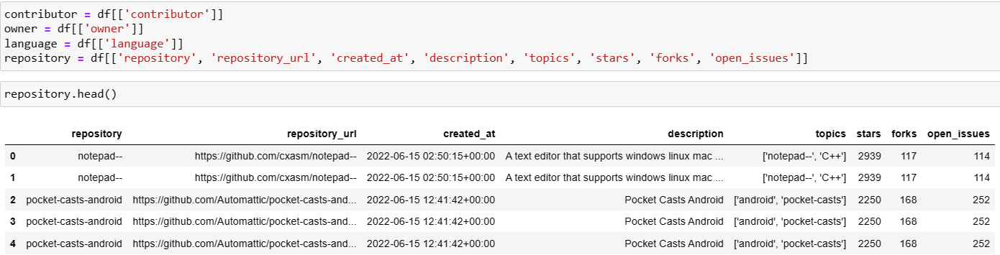 contributor = df[['contributor']]
owner = df[['owner']]
language = df[['language']]
repository = df[['repository', 'repository_url', 'created_at', 'description', 'topics', 'stars', 'forks', 'open_issues']]
repository.head()
repository repository_url created_at description topics stars forks open_issues
0 notepad-- https://github.com/cxasm/notepad-- 2022-06-15 02:50:15+00:00 A text editor that supports windows linux mac ... ['notepad--', 'C++'] 2939 117 114
1 notepad-- https://github.com/cxasm/notepad-- 2022-06-15 02:50:15+00:00 A text editor that supports windows linux mac ... ['notepad--', 'C++'] 2939 117 114
2 pocket-casts-android https://github.com/Automattic/pocket-casts-and... 2022-06-15 12:41:42+00:00 Pocket Casts Android ['android', 'pocket-casts'] 2250 168 252
3 pocket-casts-android https://github.com/Automattic/pocket-casts-and... 2022-06-15 12:41:42+00:00 Pocket Casts Android ['android', 'pocket-casts'] 2250 168 252
4 pocket-casts-android https://github.com/Automattic/pocket-casts-and... 2022-06-15 12:41:42+00:00 Pocket Casts Android ['android', 'pocket-casts'] 2250 168 252